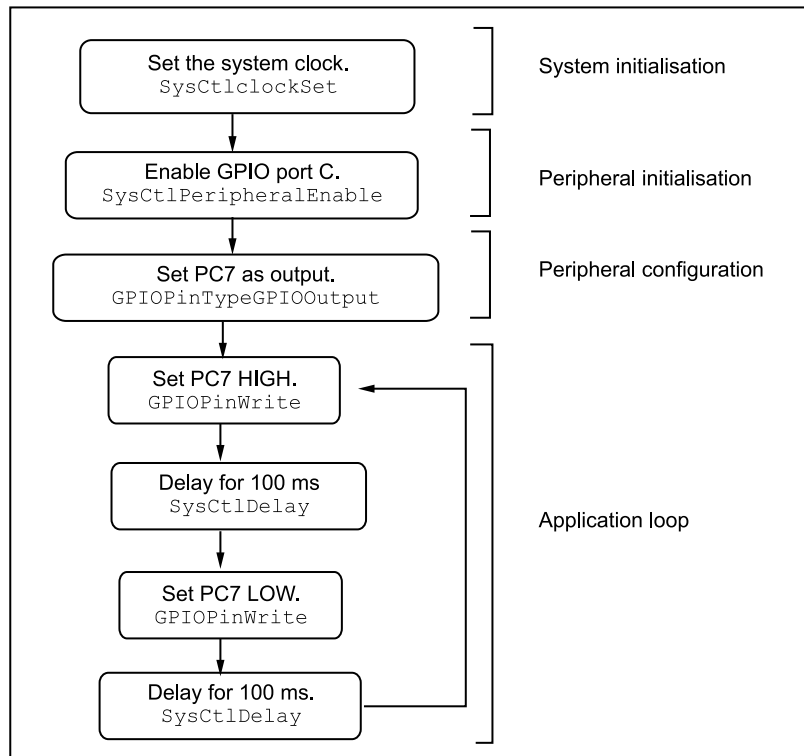 Set the system clock.
SysCtlclockSet
System initialisation
Enable GPIO port C.
SysCtlPeripheralEnable
Peripheral initialisation
Set PC7 as output.
GPIOPinTypeGPIOOutput
Peripheral configuration
Set PC7 HIGH.
GPIOPinWrite
Delay for 100 ms
SysCtlDelay
Application loop
Set PC7 LOW.
GPIOPinWrite
Delay for 100 ms.
SysCtlDelay